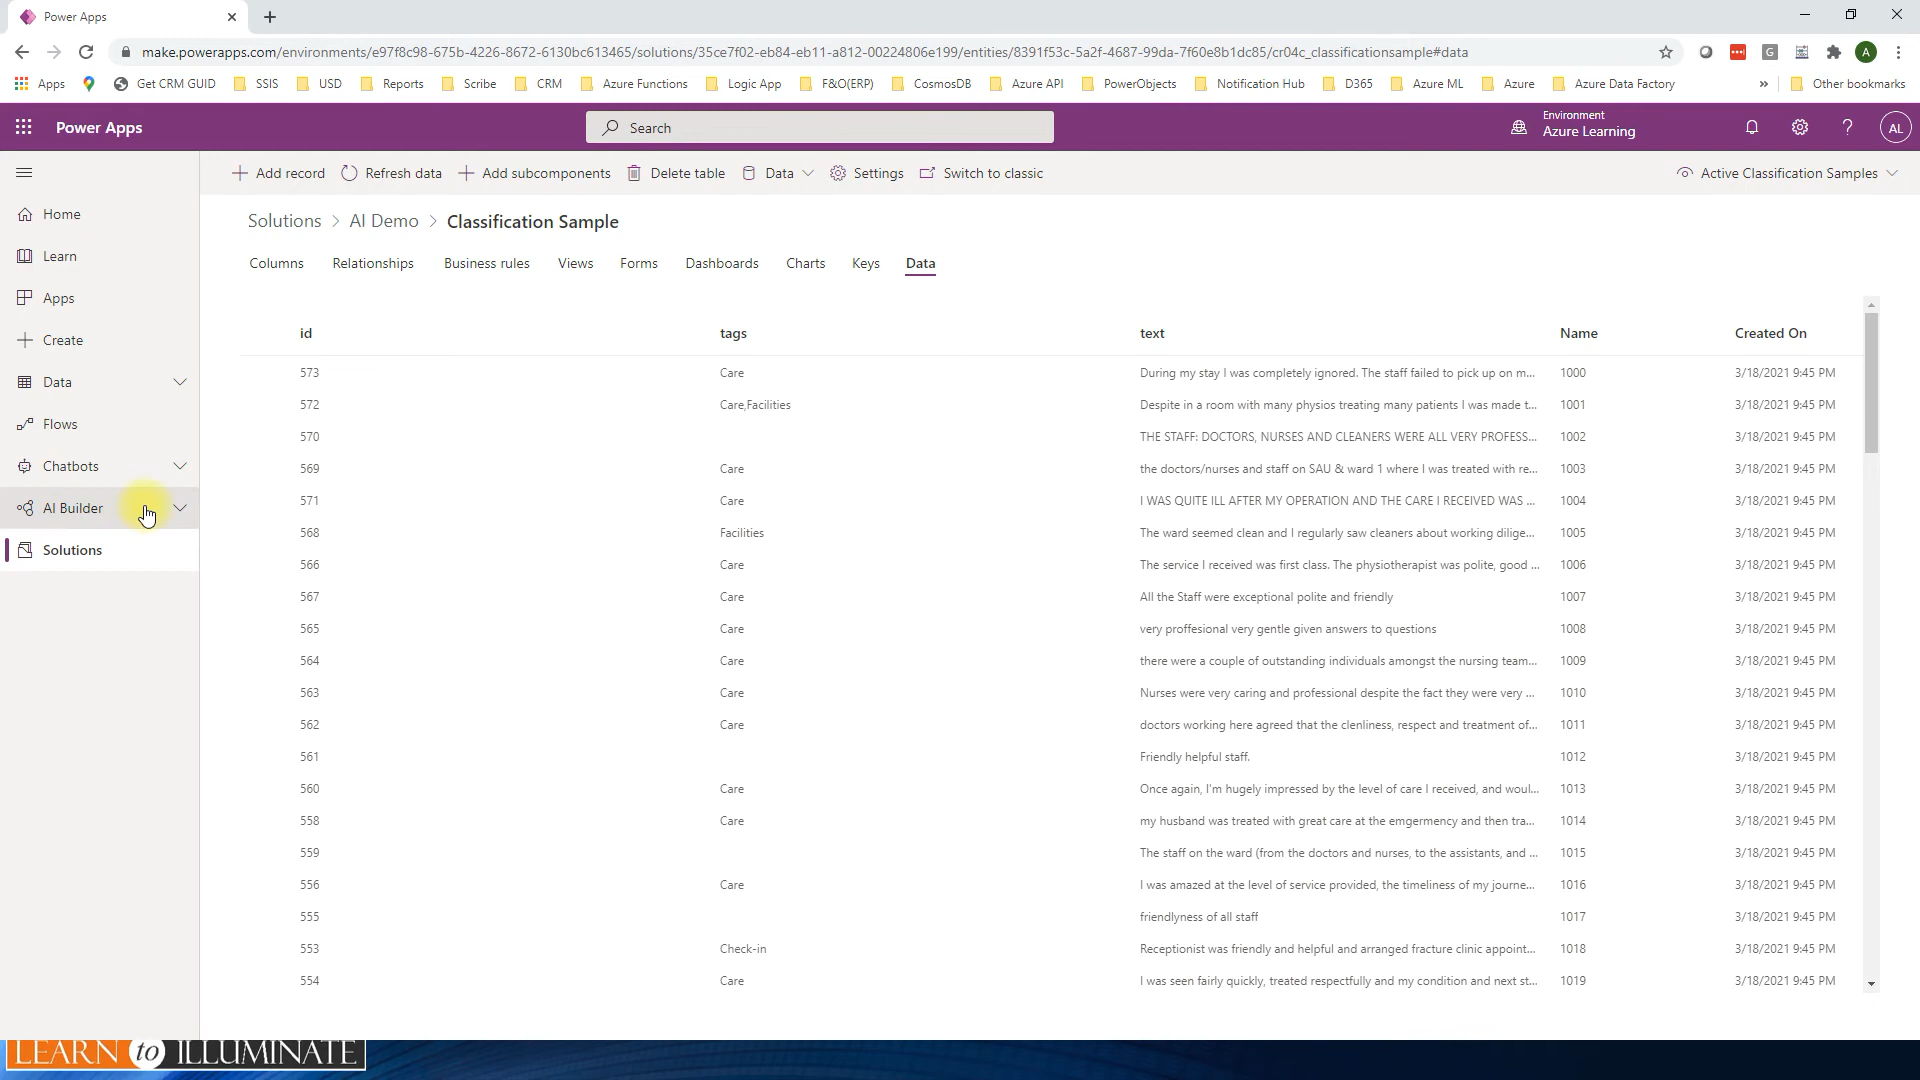 Power Apps
make.powerapps.com/environments/e97f8c98-675b-4226-8672-6130bc613465/solutions/35ce7f02-eb84-eb11-a812-00224806e199/entities/8391f53c-5a2f-4687-99da-7f60e8b1dc85/cr04c_classificationsample#data
A
Apps Get CRM GUID SSIS USD Reports Scribe CRM Azure Functions Logic App F&O(ERP) CosmosDB Azure API PowerObjects Notification Hub D365 Azure ML Azure Azure Data Factory » Other bookmarks
Power Apps
Search
Environment
Azure Learning
AL
Add record Refresh data Add subcomponents Delete table Data Settings Switch to classic Active Classification Samples
Home
Learn
Apps
Create
Data
Flows
Chatbots
AI Builder
Solutions
Solutions > AI Demo > Classification Sample
Columns Relationships Business rules Views Forms Dashboards Charts Keys Data
id tags text Name Created On
573 Care During my stay I was completely ignored. The staff failed to pick up on m... 1000 3/18/2021 9:45 PM
572 Care,Facilities Despite in a room with many physios treating many patients I was made t... 1001 3/18/2021 9:45 PM
570 THE STAFF: DOCTORS, NURSES AND CLEANERS WERE ALL VERY PROFESS... 1002 3/18/2021 9:45 PM
569 Care the doctors/nurses and staff on SAU & ward 1 where I was treated with re... 1003 3/18/2021 9:45 PM
571 Care I WAS QUITE ILL AFTER MY OPERATION AND THE CARE I RECEIVED WAS ... 1004 3/18/2021 9:45 PM
568 Facilities The ward seemed clean and I regularly saw cleaners about working dilige... 1005 3/18/2021 9:45 PM
566 Care The service I received was first class. The physiotherapist was polite, good ... 1006 3/18/2021 9:45 PM
567 Care All the Staff were exceptional polite and friendly 1007 3/18/2021 9:45 PM
565 Care very proffesional very gentle given answers to questions 1008 3/18/2021 9:45 PM
564 Care there were a couple of outstanding individuals amongst the nursing team... 1009 3/18/2021 9:45 PM
563 Care Nurses were very caring and professional despite the fact they were very ... 1010 3/18/2021 9:45 PM
562 Care doctors working here agreed that the clenliness, respect and treatment of... 1011 3/18/2021 9:45 PM
561 Friendly helpful staff. 1012 3/18/2021 9:45 PM
560 Care Once again, I'm hugely impressed by the level of care I received, and woul... 1013 3/18/2021 9:45 PM
558 Care my husband was treated with great care at the emgermency and then tra... 1014 3/18/2021 9:45 PM
559 The staff on the ward (from the doctors and nurses, to the assistants, and ... 1015 3/18/2021 9:45 PM
556 Care I was amazed at the level of service provided, the timeliness of my journe... 1016 3/18/2021 9:45 PM
555 friendlyness of all staff 1017 3/18/2021 9:45 PM
553 Check-in Receptionist was friendly and helpful and arranged fracture clinic appoint... 1018 3/18/2021 9:45 PM
554 Care I was seen fairly quickly, treated respectfully and my condition and next st... 1019 3/18/2021 9:45 PM
LEARN to ILLUMINATE